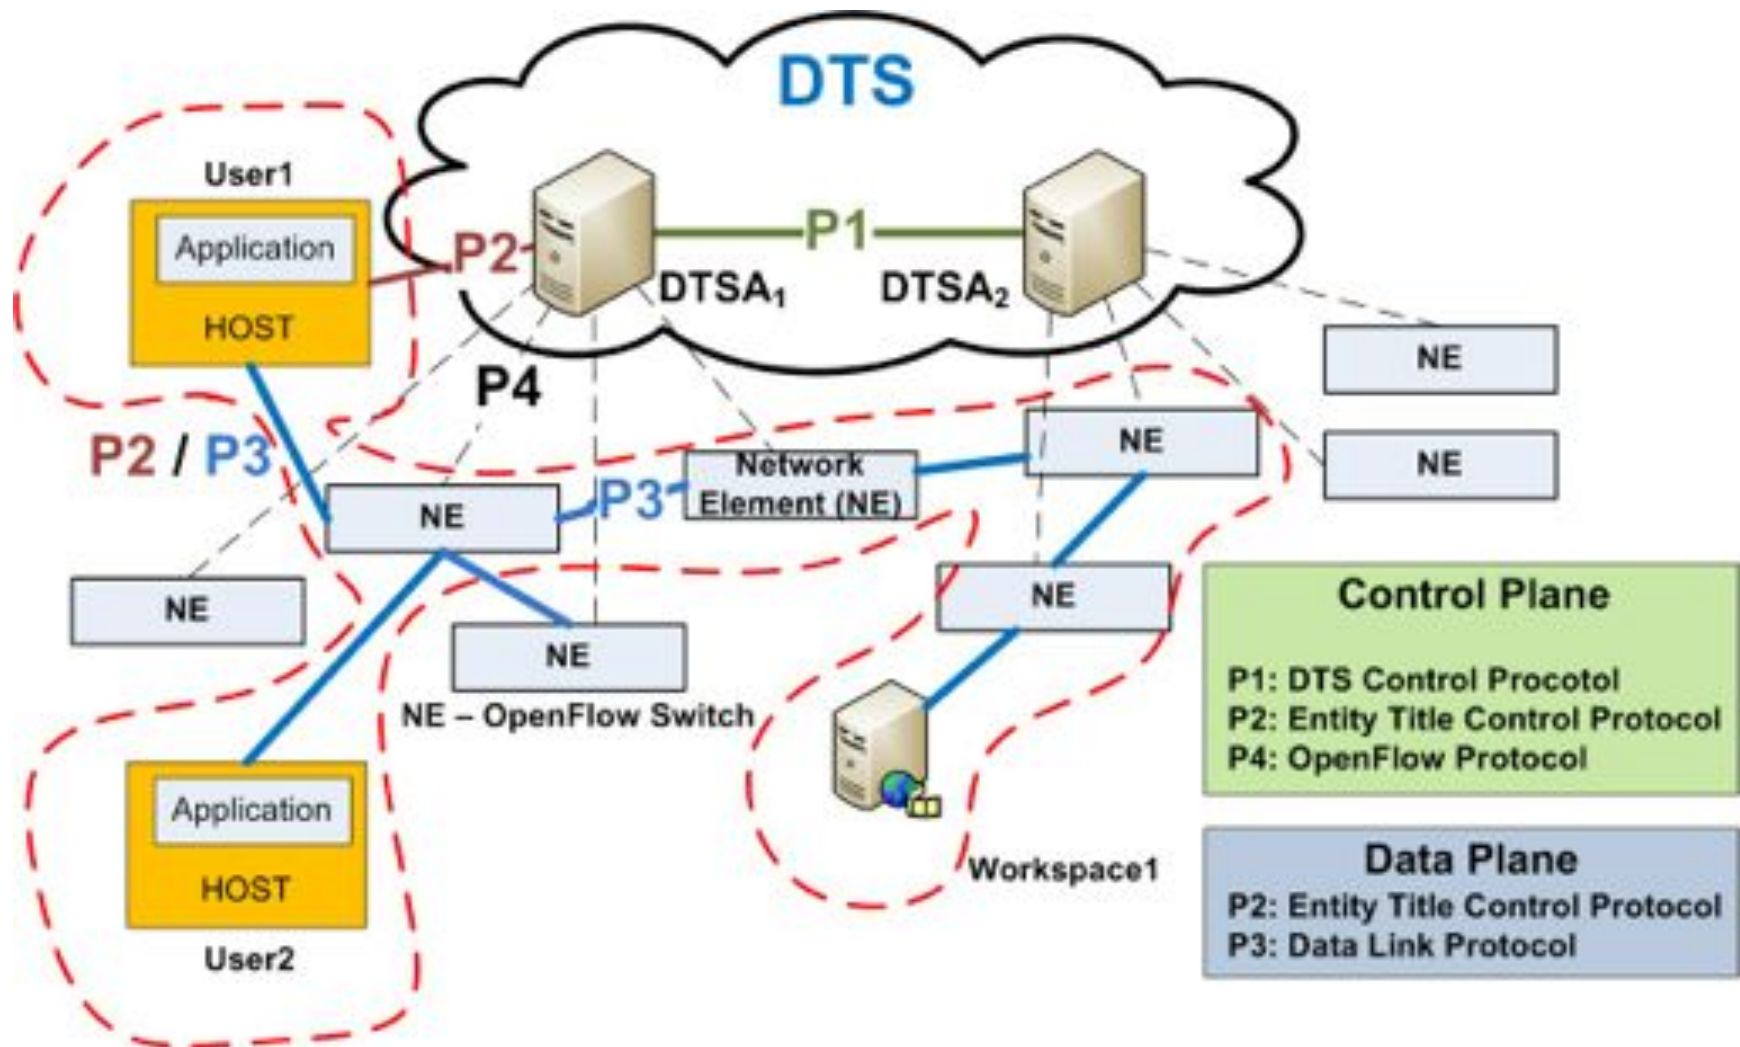 DTS
User1
Application
HOST
P2
P1
DTSA1
DTSA2
NE
P4
P2 / P3
NE
Network
Element (NE)
P3
NE
NE
NE
NE
NE
NE
NE – OpenFlow Switch
Application
HOST
User2
Workspace1
Control Plane
P1: DTS Control Procotol
P2: Entity Title Control Protocol
P4: OpenFlow Protocol
Data Plane
P2: Entity Title Control Protocol
P3: Data Link Protocol